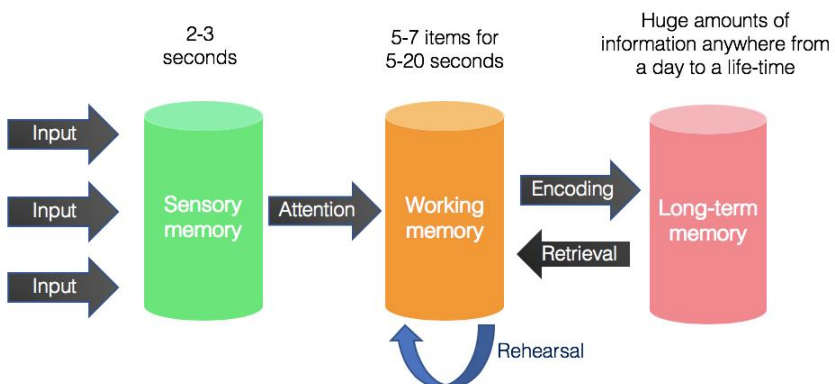 2-3
seconds
5-7 items for
5-20 seconds
Huge amounts of
information anywhere from
a day to a life-time
Input
Input
Input
Sensory
memory
Attention
Working
memory
Encoding
Retrieval
Long-term
memory
Rehearsal